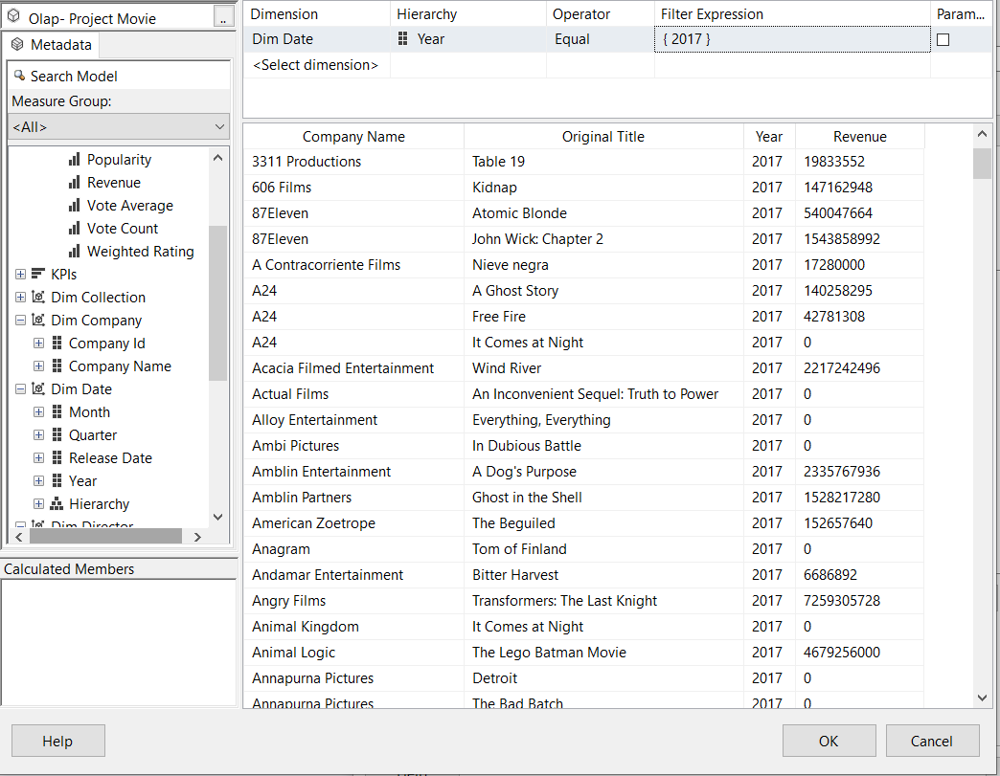 Olap- Project Movie
..
Metadata
Search Model
Measure Group:
<All>
Popularity
Revenue
Vote Average
Vote Count
Weighted Rating
KPIs
Dim Collection
Dim Company
Company Id
Company Name
Dim Date
Month
Quarter
Release Date
Year
Hierarchy
Dim Director
Calculated Members
Dimension Hierarchy Operator Filter Expression Param...
Dim Date Year Equal { 2017 }
<Select dimension>
Company Name Original Title Year Revenue
3311 Productions Table 19 2017 19833552
606 Films Kidnap 2017 147162948
87Eleven Atomic Blonde 2017 540047664
87Eleven John Wick: Chapter 2 2017 1543858992
A Contracorriente Films Nieve negra 2017 17280000
A24 A Ghost Story 2017 140258295
A24 Free Fire 2017 42781308
A24 It Comes at Night 2017 0
Acacia Filmed Entertainment Wind River 2017 2217242496
Actual Films An Inconvenient Sequel: Truth to Power 2017 0
Alloy Entertainment Everything, Everything 2017 0
Ambi Pictures In Dubious Battle 2017 0
Amblin Entertainment A Dog's Purpose 2017 2335767936
Amblin Partners Ghost in the Shell 2017 1528217280
American Zoetrope The Beguiled 2017 152657640
Anagram Tom of Finland 2017 0
Andamar Entertainment Bitter Harvest 2017 6686892
Angry Films Transformers: The Last Knight 2017 7259305728
Animal Kingdom It Comes at Night 2017 0
Animal Logic The Lego Batman Movie 2017 4679256000
Annapurna Pictures Detroit 2017 0
Annapurna Pictures The Bad Batch 2017 0
Help OK Cancel